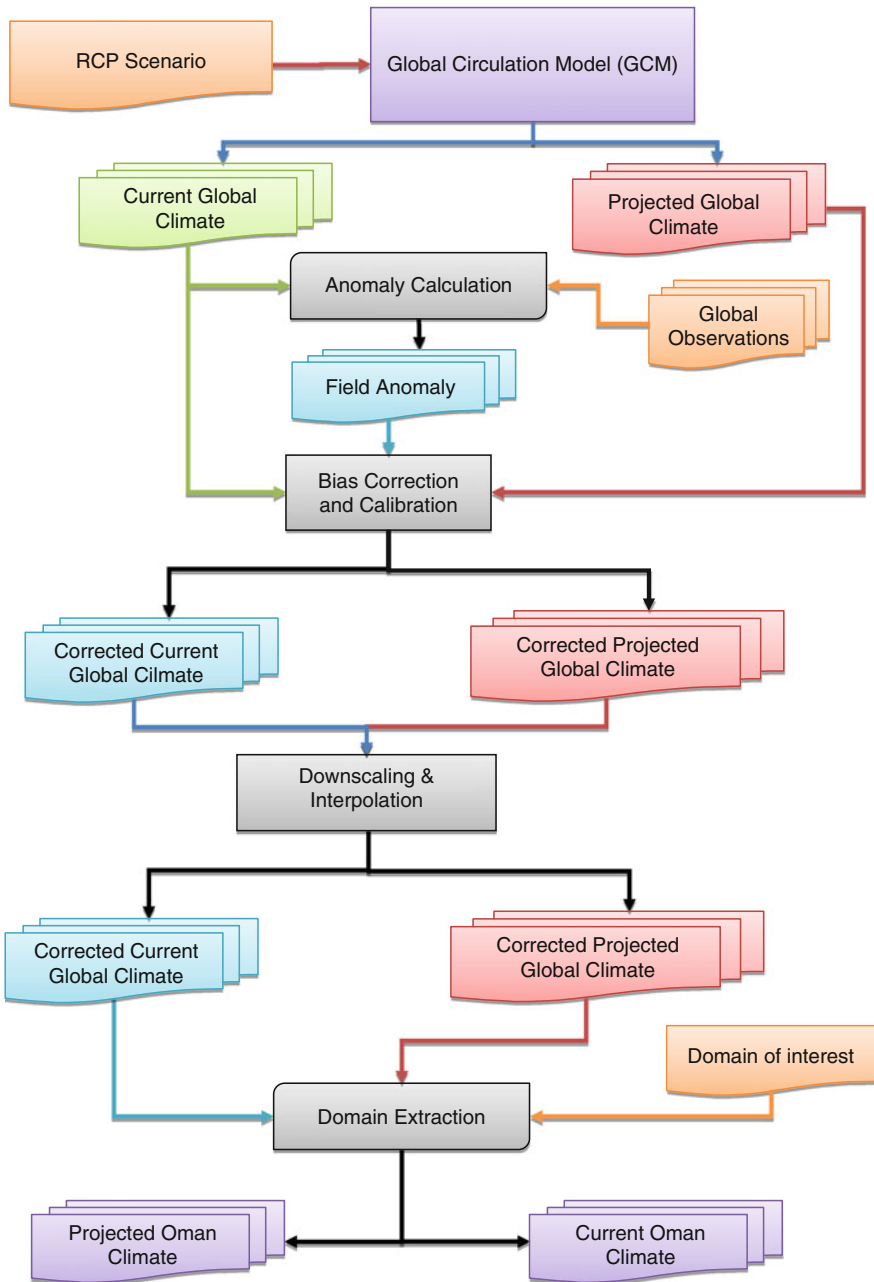 RCP Scenario
Global Circulation Model (GCM)
Current Global
Climate
Projected Global
Climate
Anomaly Calculation
Global
Observations
Field Anomaly
Bias Correction
and Calibration
Corrected Current
Global Cilmate
Corrected Projected
Global Climate
Downscaling &
Interpolation
Corrected Current
Global Climate
Corrected Projected
Global Climate
Domain of interest
Domain Extraction
Projected Oman
Climate
Current Oman
Climate